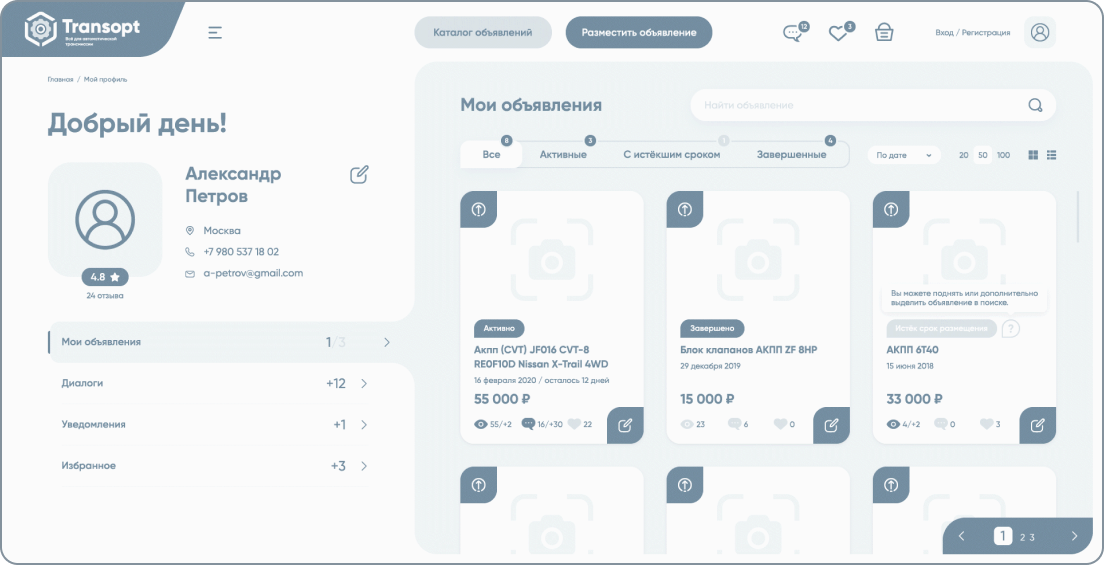 Transopt
Всё для автоматической
трансмиссии
Каталог объявлений
Разместить объявление
12
3
Вход / Регистрация
Главная / Мой профиль
Добрый день!
Александр
Петров
Москва
+7 980 537 18 02
a-petrov@gmail.com
4.8
24 отзыва
Мои объявления 1/3
Диалоги +12
Уведомления +1
Избранное +3
Мои объявления
Найти объявление
Все 8
Активные 3
С истёкшим сроком 1
Завершенные 4
По дате
20 50 100
Активно
Акпп (CVT) JF016 CVT-8
RE0F10D Nissan X-Trail 4WD
16 февраля 2020 / осталось 12 дней
55 000 ₽
55/+2 16/+30 22
Завершено
Блок клапанов АКПП ZF 8HP
29 декабря 2019
15 000 ₽
23 6 0
Вы можете поднять или дополнительно
выделить объявление в поиске.
Истёк срок размещения ?
АКПП 6T40
15 июня 2018
33 000 ₽
4/+2 0 3
1 2 3